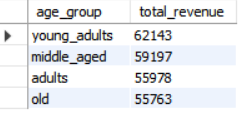 age_group total_revenue
young_adults 62143
middle_aged 59197
adults 55978
old 55763